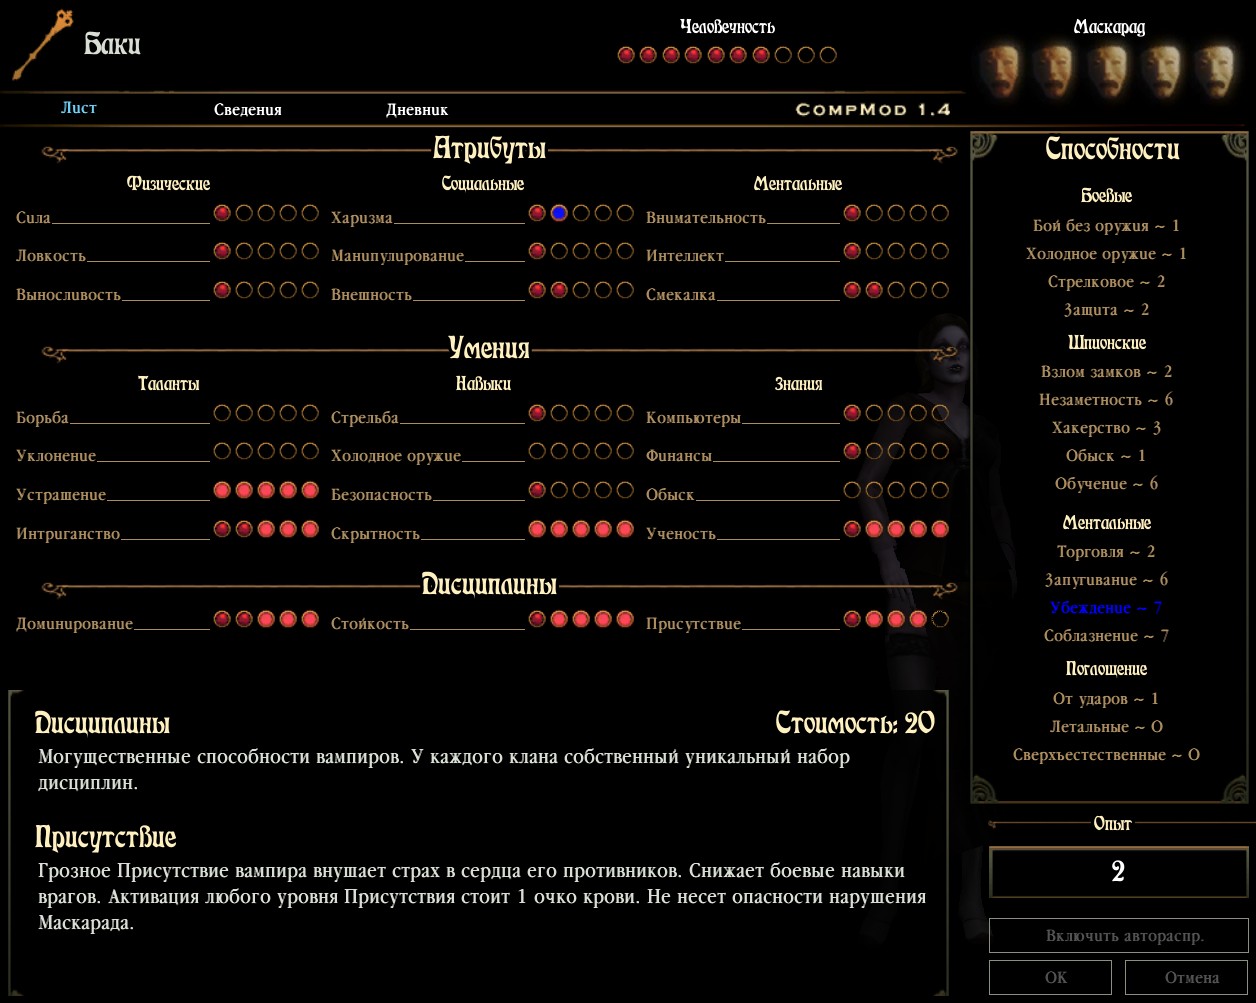 Баки
Человечность
Маскарад
Лист
Сведения
Дневник
CompMod 1.4
Атрибуты
Физические
Социальные
Ментальные
Сила
Харизма
Внимательность
Ловкость
Манипулирование
Интеллект
Выносливость
Внешность
Смекалка
Умения
Таланты
Навыки
Знания
Борьба
Стрельба
Компьютеры
Уклонение
Холодное оружие
Финансы
Устрашение
Безопасность
Обыск
Интриганство
Скрытность
Ученость
Дисциплины
Доминирование
Стойкость
Присутствие
Дисциплины
Стоимость: 20
Могущественные способности вампиров. У каждого клана собственный уникальный набор
дисциплин.
Присутствие
Грозное Присутствие вампира внушает страх в сердца его противников. Снижает боевые навыки
врагов. Активация любого уровня Присутствия стоит 1 очко крови. Не несет опасности нарушения
Маскарада.
Способности
Боевые
Бой без оружия ~ 1
Холодное оружие ~ 1
Стрелковое ~ 2
Защита ~ 2
Шпионские
Взлом замков ~ 2
Незаметность ~ 6
Хакерство ~ 3
Обыск ~ 1
Обучение ~ 6
Ментальные
Торговля ~ 2
Запугивание ~ 6
Убеждение ~ 7
Соблазнение ~ 7
Поглощение
От ударов ~ 1
Летальные ~ 0
Сверхъестественные ~ 0
Опыт
2
Включить автораспр.
OK
Отмена